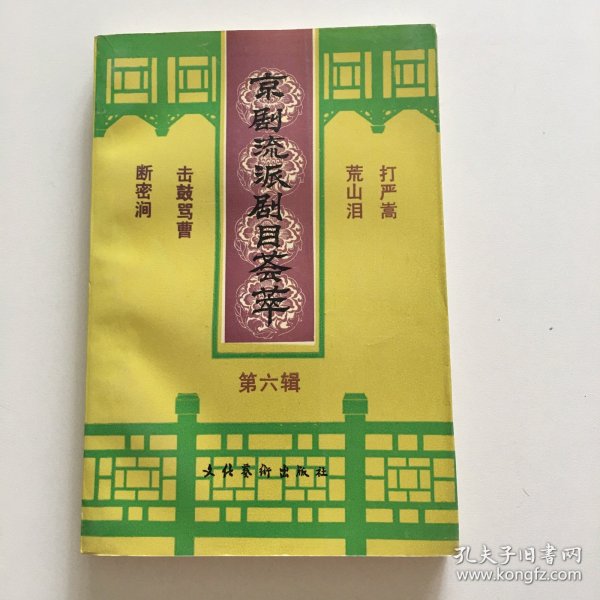 京剧流派剧目荟萃
打严嵩
荒山泪
击鼓骂曹
断密涧
第六辑
文化藝術出版社
孔夫子旧书网
www.kongfz.com